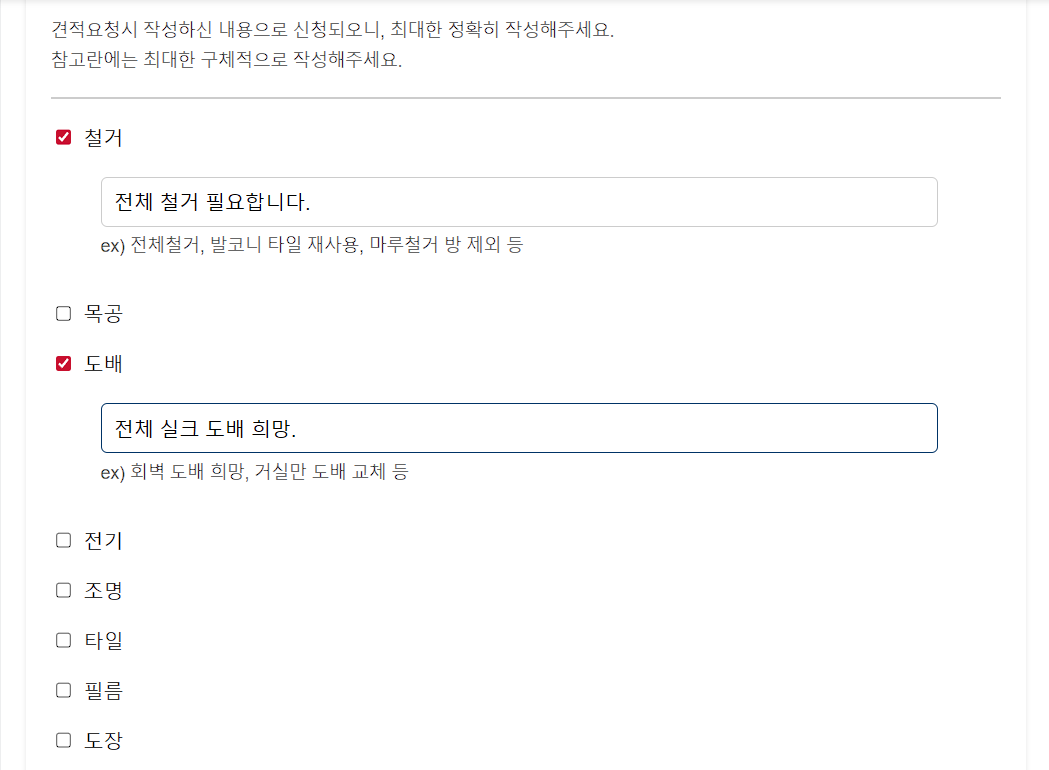 견적요청시 작성하신 내용으로 신청되오니, 최대한 정확히 작성해주세요.
참고란에는 최대한 구체적으로 작성해주세요.
철거
전체 철거 필요합니다.
ex) 전체철거, 발코니 타일 재사용, 마루철거 방 제외 등
목공
도배
전체 실크 도배 희망.
ex) 회벽 도배 희망, 거실만 도배 교체 등
전기
조명
타일
필름
도장